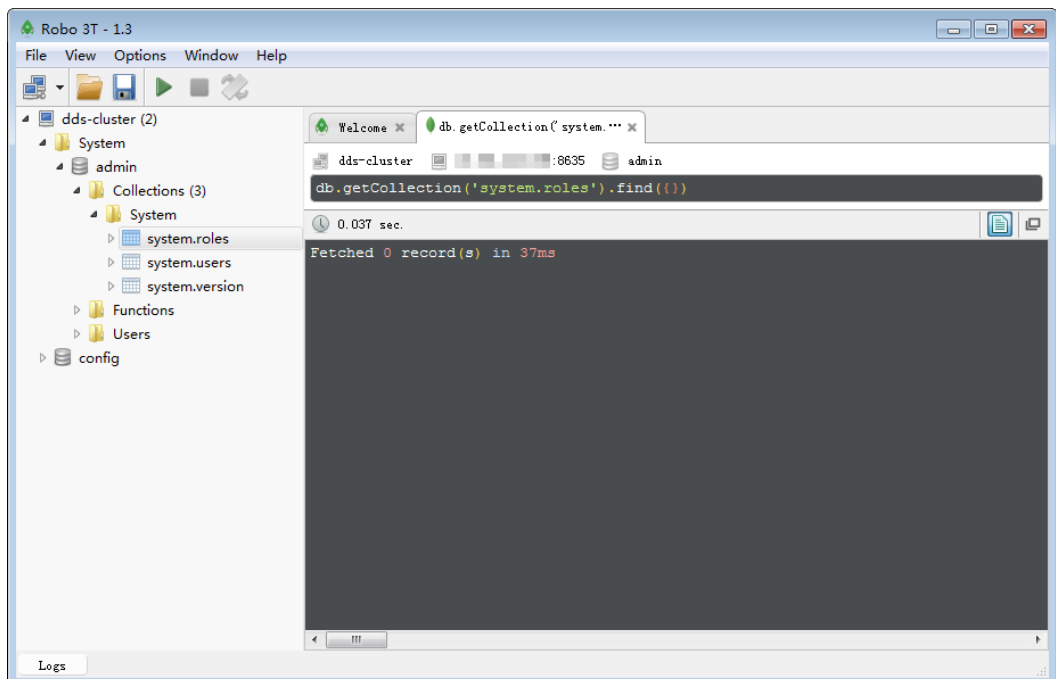 Robo 3T - 1.3
File View Options Window Help
dds-cluster (2)
System
admin
Collections (3)
System
system.roles
system.users
system.version
Functions
Users
config
Welcome
db.getCollection('system.…
dds-cluster :8635 admin
db.getCollection('system.roles').find({})
0.037 sec.
Fetched 0 record(s) in 37ms
Logs